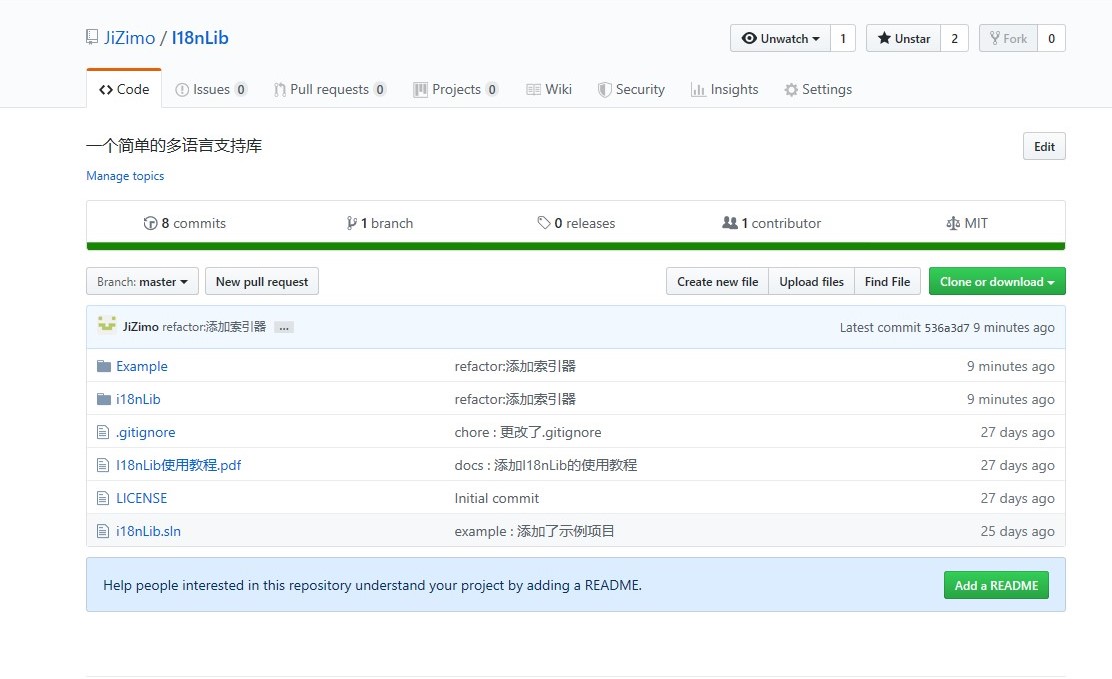 JiZimo / I18nLib
Unwatch 1 Unstar 2 Fork 0
Code Issues 0 Pull requests 0 Projects 0 Wiki Security Insights Settings
一个简单的多语言支持库 Edit
Manage topics
8 commits 1 branch 0 releases 1 contributor MIT
Branch: master New pull request Create new file Upload files Find File Clone or download
JiZimo refactor:添加索引器 ... Latest commit 536a3d7 9 minutes ago
Example refactor:添加索引器 9 minutes ago
i18nLib refactor:添加索引器 9 minutes ago
.gitignore chore : 更改了.gitignore 27 days ago
I18nLib使用教程.pdf docs : 添加I18nLib的使用教程 27 days ago
LICENSE Initial commit 27 days ago
i18nLib.sln example : 添加了示例项目 25 days ago
Help people interested in this repository understand your project by adding a README. Add a README